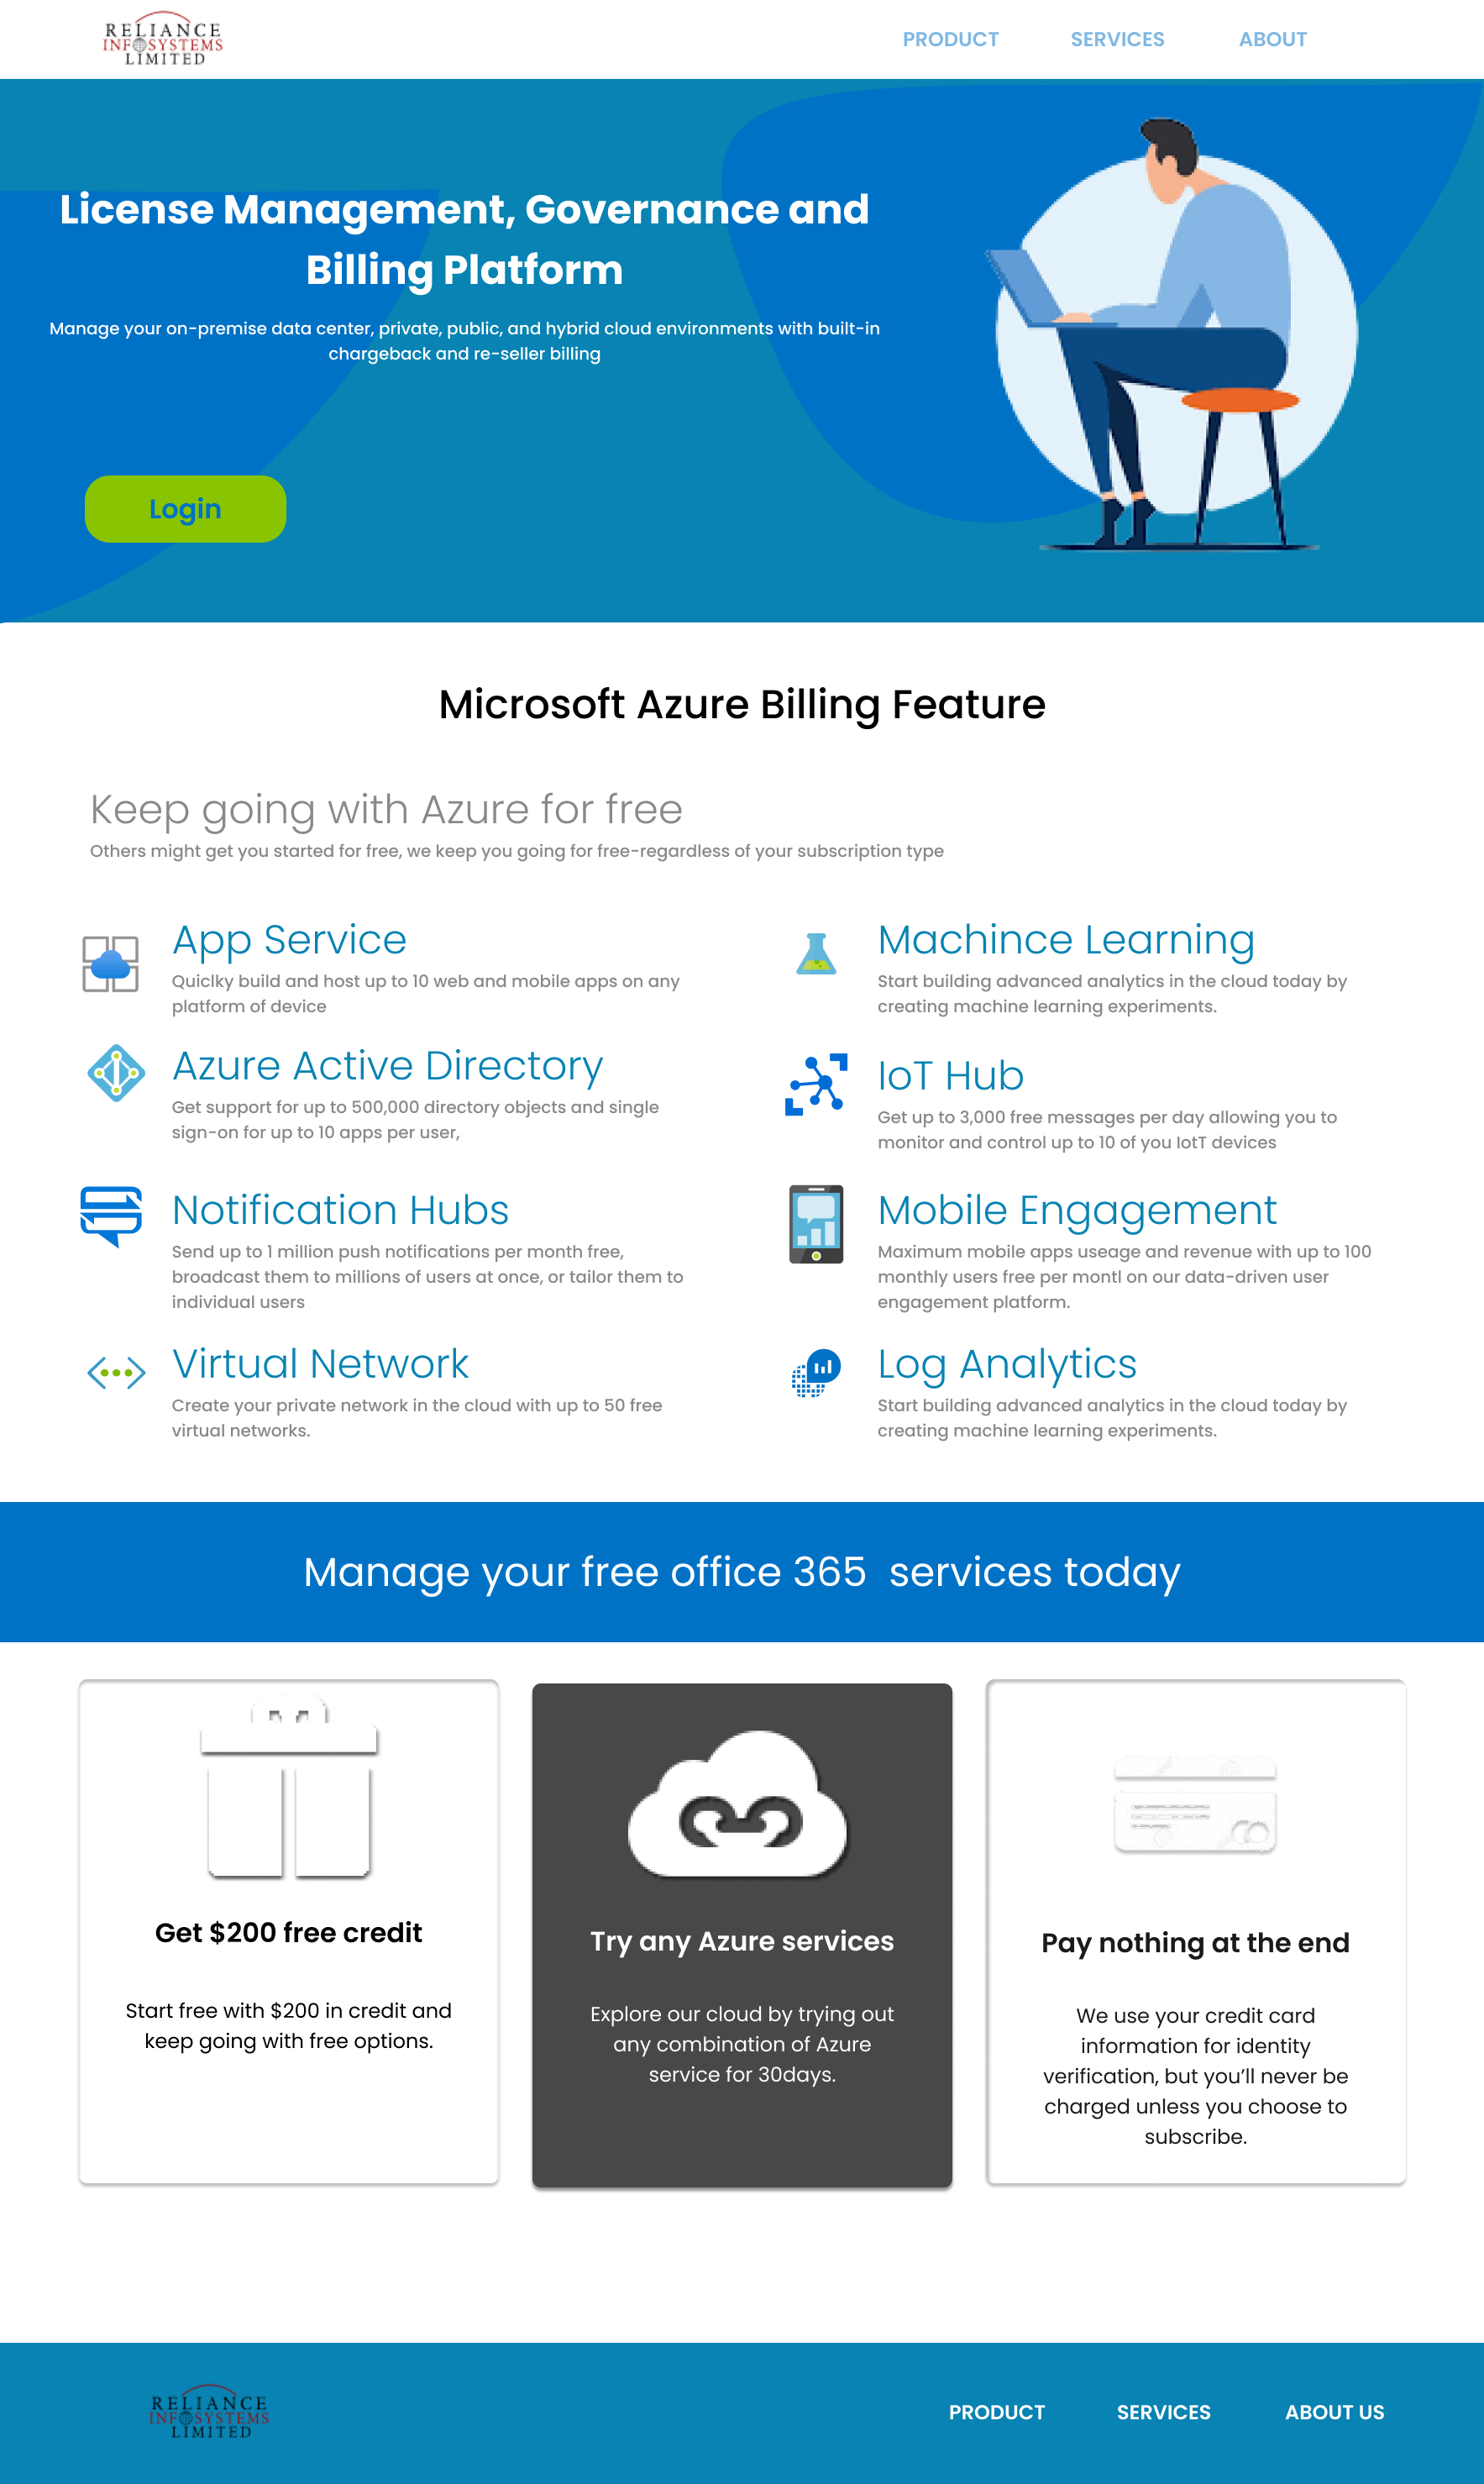 RELIANCE
INFOSYSTEMS
LIMITED
PRODUCT
SERVICES
ABOUT
License Management, Governance and
Billing Platform
Manage your on-premise data center, private, public, and hybrid cloud environments with built-in
chargeback and re-seller billing
Login
Microsoft Azure Billing Feature
Keep going with Azure for free
Others might get you started for free, we keep you going for free-regardless of your subscription type
App Service
Quiclky build and host up to 10 web and mobile apps on any
platform of device
Machince Learning
Start building advanced analytics in the cloud today by
creating machine learning experiments.
Azure Active Directory
Get support for up to 500,000 directory objects and single
sign-on for up to 10 apps per user,
IoT Hub
Get up to 3,000 free messages per day allowing you to
monitor and control up to 10 of you IotT devices
Notification Hubs
Send up to 1 million push notifications per month free,
broadcast them to millions of users at once, or tailor them to
individual users
Mobile Engagement
Maximum mobile apps useage and revenue with up to 100
monthly users free per montl on our data-driven user
engagement platform.
Virtual Network
Create your private network in the cloud with up to 50 free
virtual networks.
Log Analytics
Start building advanced analytics in the cloud today by
creating machine learning experiments.
Manage your free office 365  services today
Get $200 free credit
Start free with $200 in credit and
keep going with free options.
Try any Azure services
Explore our cloud by trying out
any combination of Azure
service for 30days.
Pay nothing at the end
We use your credit card
information for identity
verification, but you’ll never be
charged unless you choose to
subscribe.
RELIANCE
INFOSYSTEMS
LIMITED
PRODUCT
SERVICES
ABOUT US